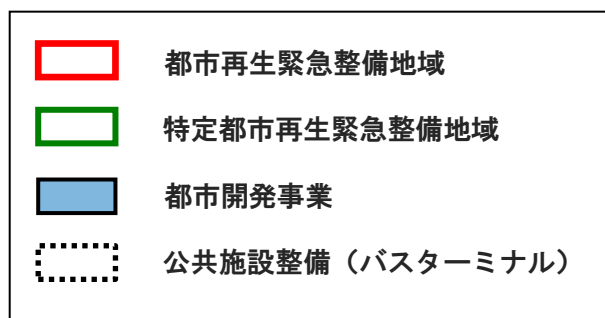 都市再生緊急整備地域
特定都市再生緊急整備地域
都市開発事業
公共施設整備（バスターミナル）